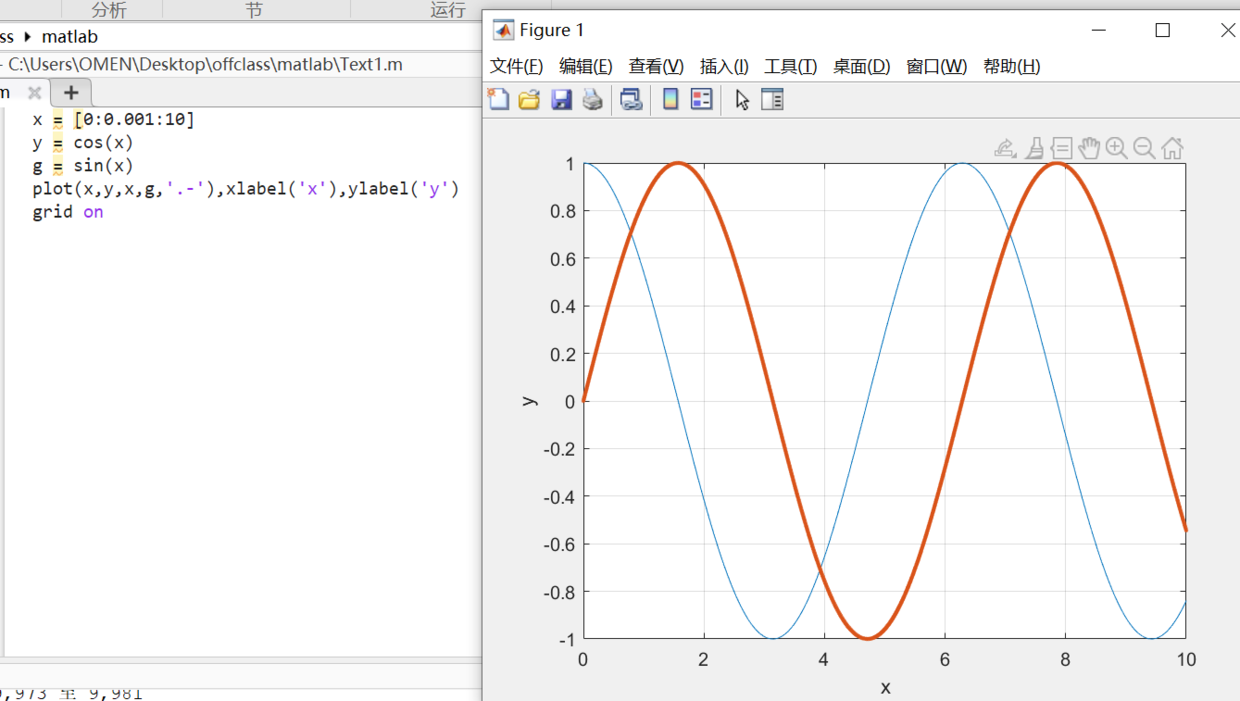 分析 节 运行
ss matlab
C:\Users\OMEN\Desktop\offclass\matlab\Text1.m
m
x = [0:0.001:10]
y = cos(x)
g = sin(x)
plot(x,y,x,g,'.-'),xlabel('x'),ylabel('y')
grid on
9,973 至 9,981
Figure 1
文件(F) 编辑(E) 查看(V) 插入(I) 工具(T) 桌面(D) 窗口(W) 帮助(H)
1
0.8
0.6
0.4
0.2
0
-0.2
-0.4
-0.6
-0.8
-1
y
0 2 4 6 8 10
x